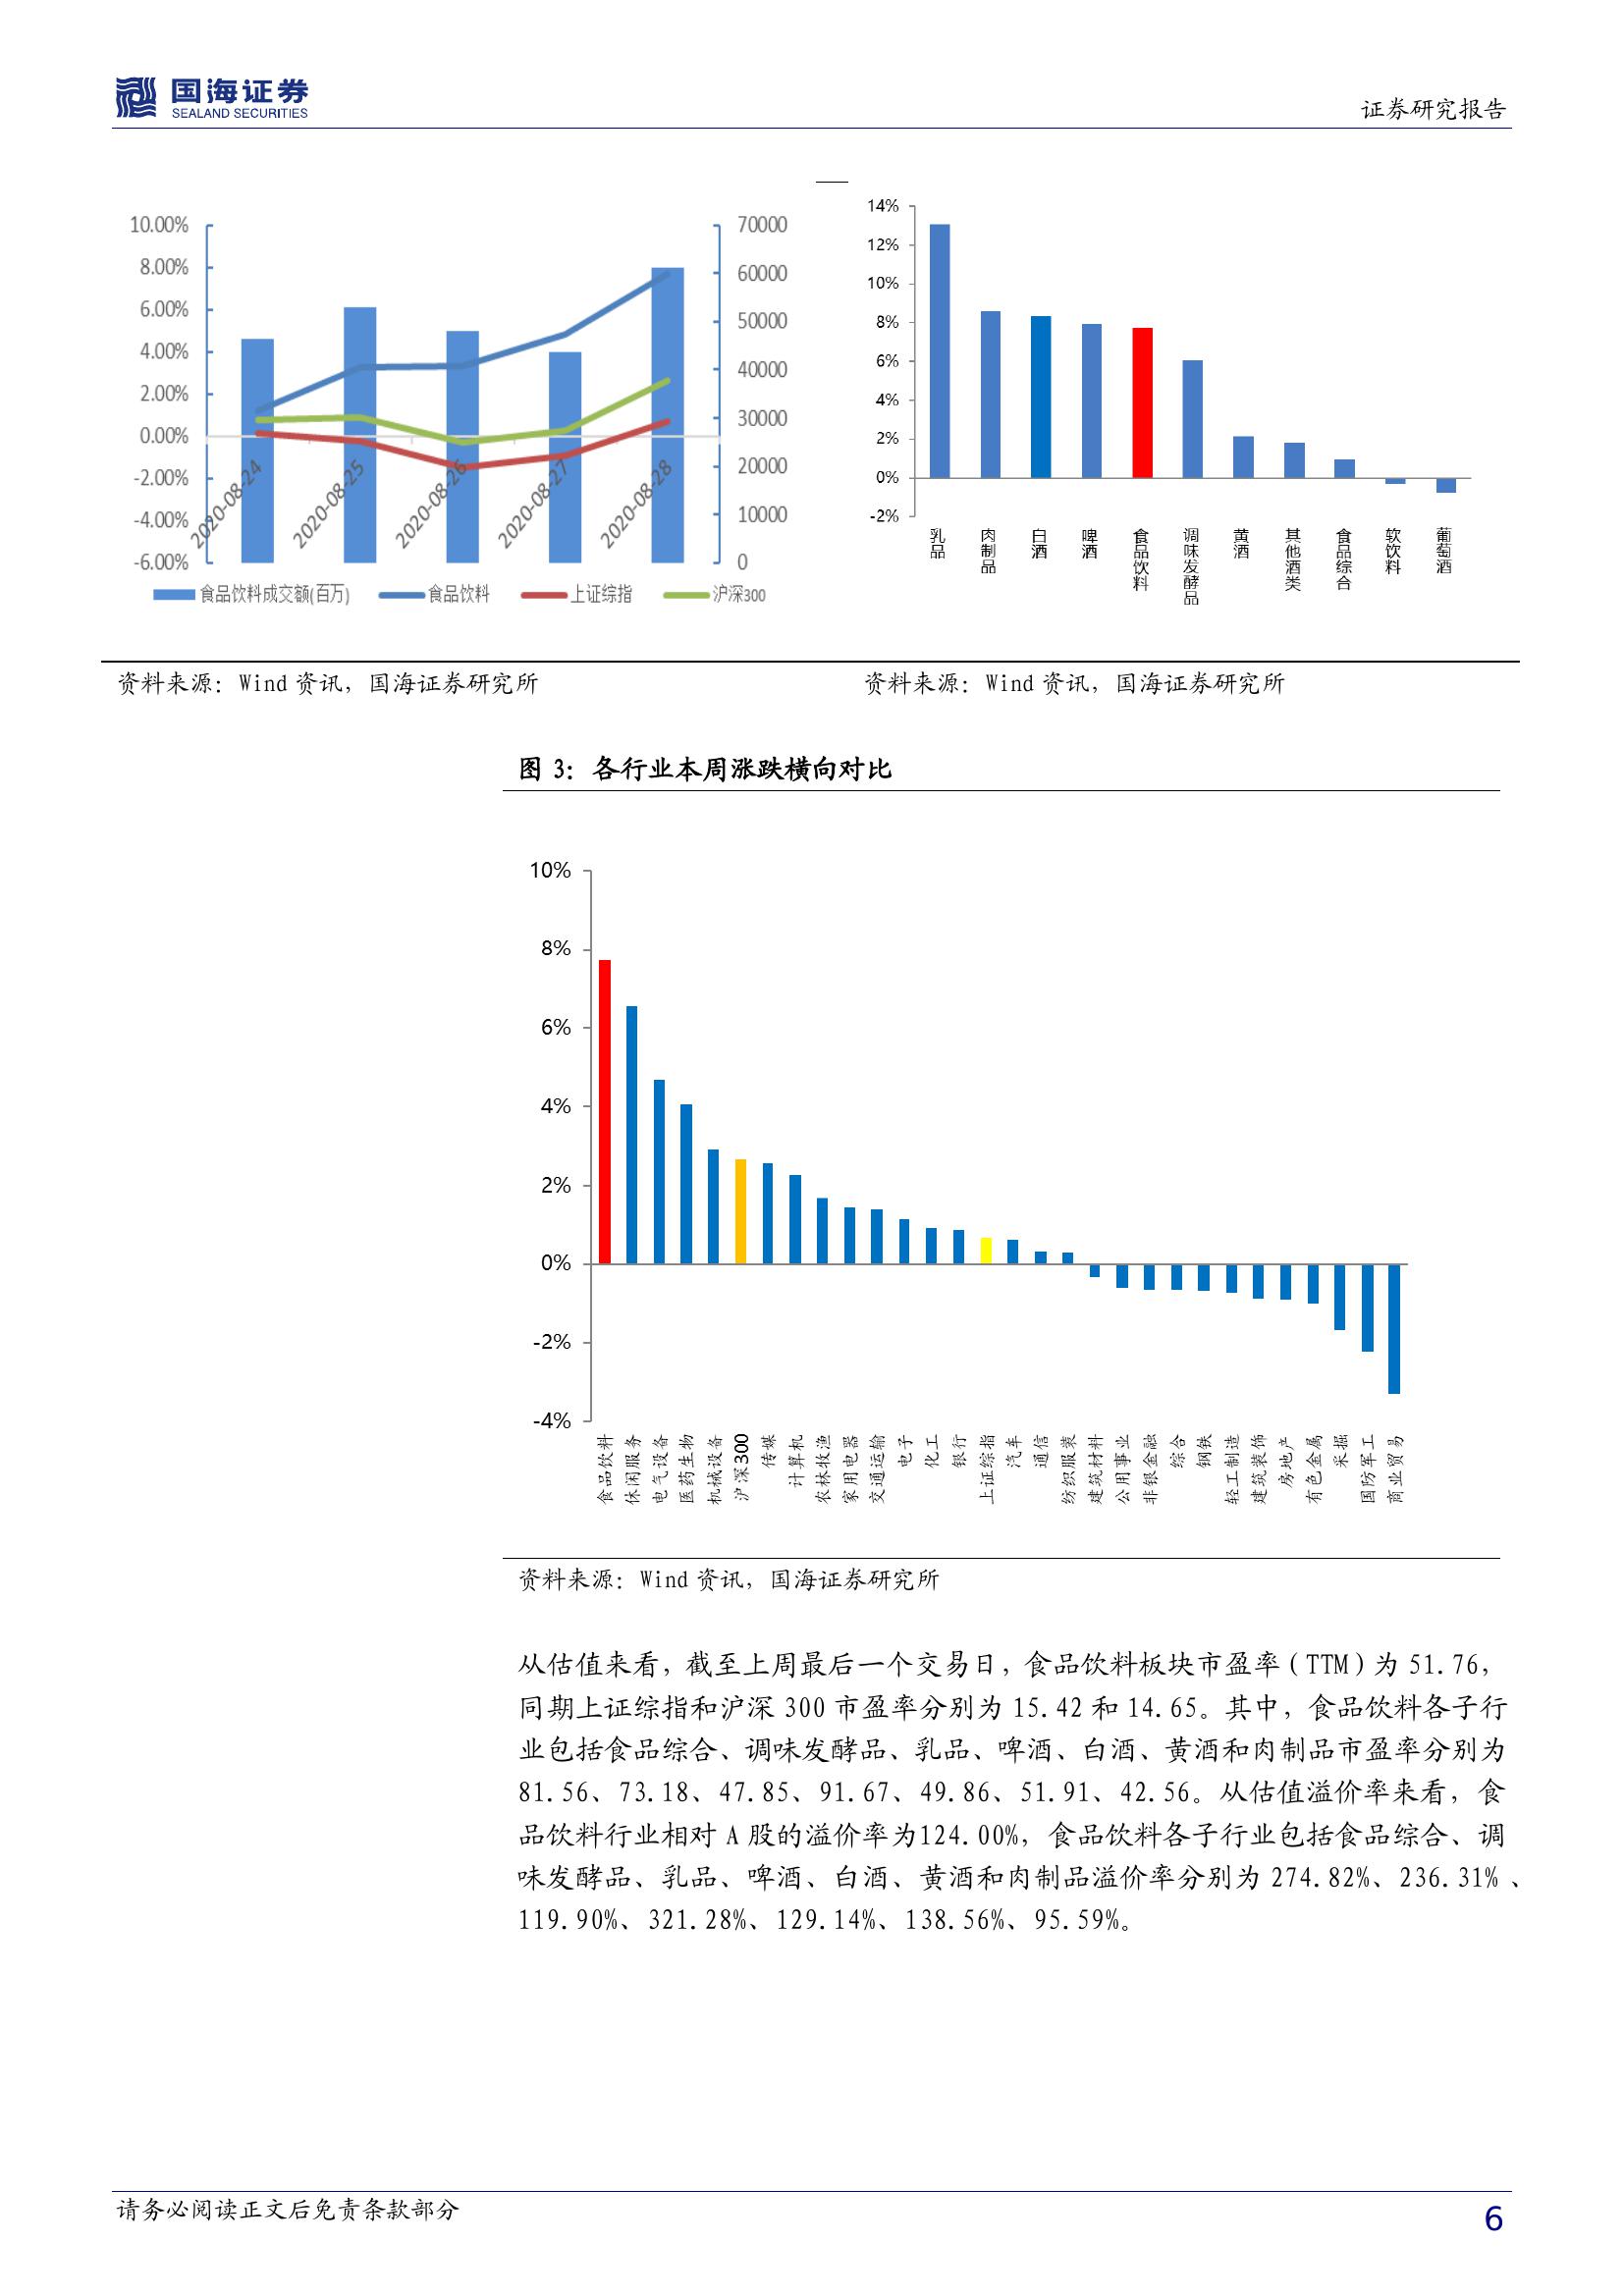 国海证券
SEALAND SECURITIES
证券研究报告
10.00%
8.00%
6.00%
4.00%
2.00%
0.00%
-2.00%
-4.00%
-6.00%
70000
60000
50000
40000
30000
20000
10000
0
2020-08-24
2020-08-25
2020-08-26
2020-08-27
2020-08-28
食品饮料成交额(百万) 食品饮料 上证综指 沪深300
14%
12%
10%
8%
6%
4%
2%
0%
-2%
乳品
肉制品
白酒
啤酒
食品饮料
调味发酵品
黄酒
其他酒类
食品综合
软饮料
葡萄酒
资料来源：Wind 资讯，国海证券研究所
资料来源：Wind 资讯，国海证券研究所
图 3：各行业本周涨跌横向对比
10%
8%
6%
4%
2%
0%
-2%
-4%
食品饮料
休闲服务
电气设备
医药生物
机械设备
沪深300
传媒
计算机
农林牧渔
家用电器
交通运输
电子
化工
银行
上证综指
汽车
通信
纺织服装
建筑材料
公用事业
非银金融
综合
钢铁
轻工制造
建筑装饰
房地产
有色金属
采掘
国防军工
商业贸易
资料来源：Wind 资讯，国海证券研究所
从估值来看，截至上周最后一个交易日，食品饮料板块市盈率（TTM）为 51.76，
同期上证综指和沪深 300 市盈率分别为 15.42 和 14.65。其中，食品饮料各子行
业包括食品综合、调味发酵品、乳品、啤酒、白酒、黄酒和肉制品市盈率分别为
81.56、73.18、47.85、91.67、49.86、51.91、42.56。从估值溢价率来看，食
品饮料行业相对 A 股的溢价率为124.00%，食品饮料各子行业包括食品综合、调
味发酵品、乳品、啤酒、白酒、黄酒和肉制品溢价率分别为 274.82%、236.31% 、
119.90%、321.28%、129.14%、138.56%、95.59%。
请务必阅读正文后免责条款部分
6